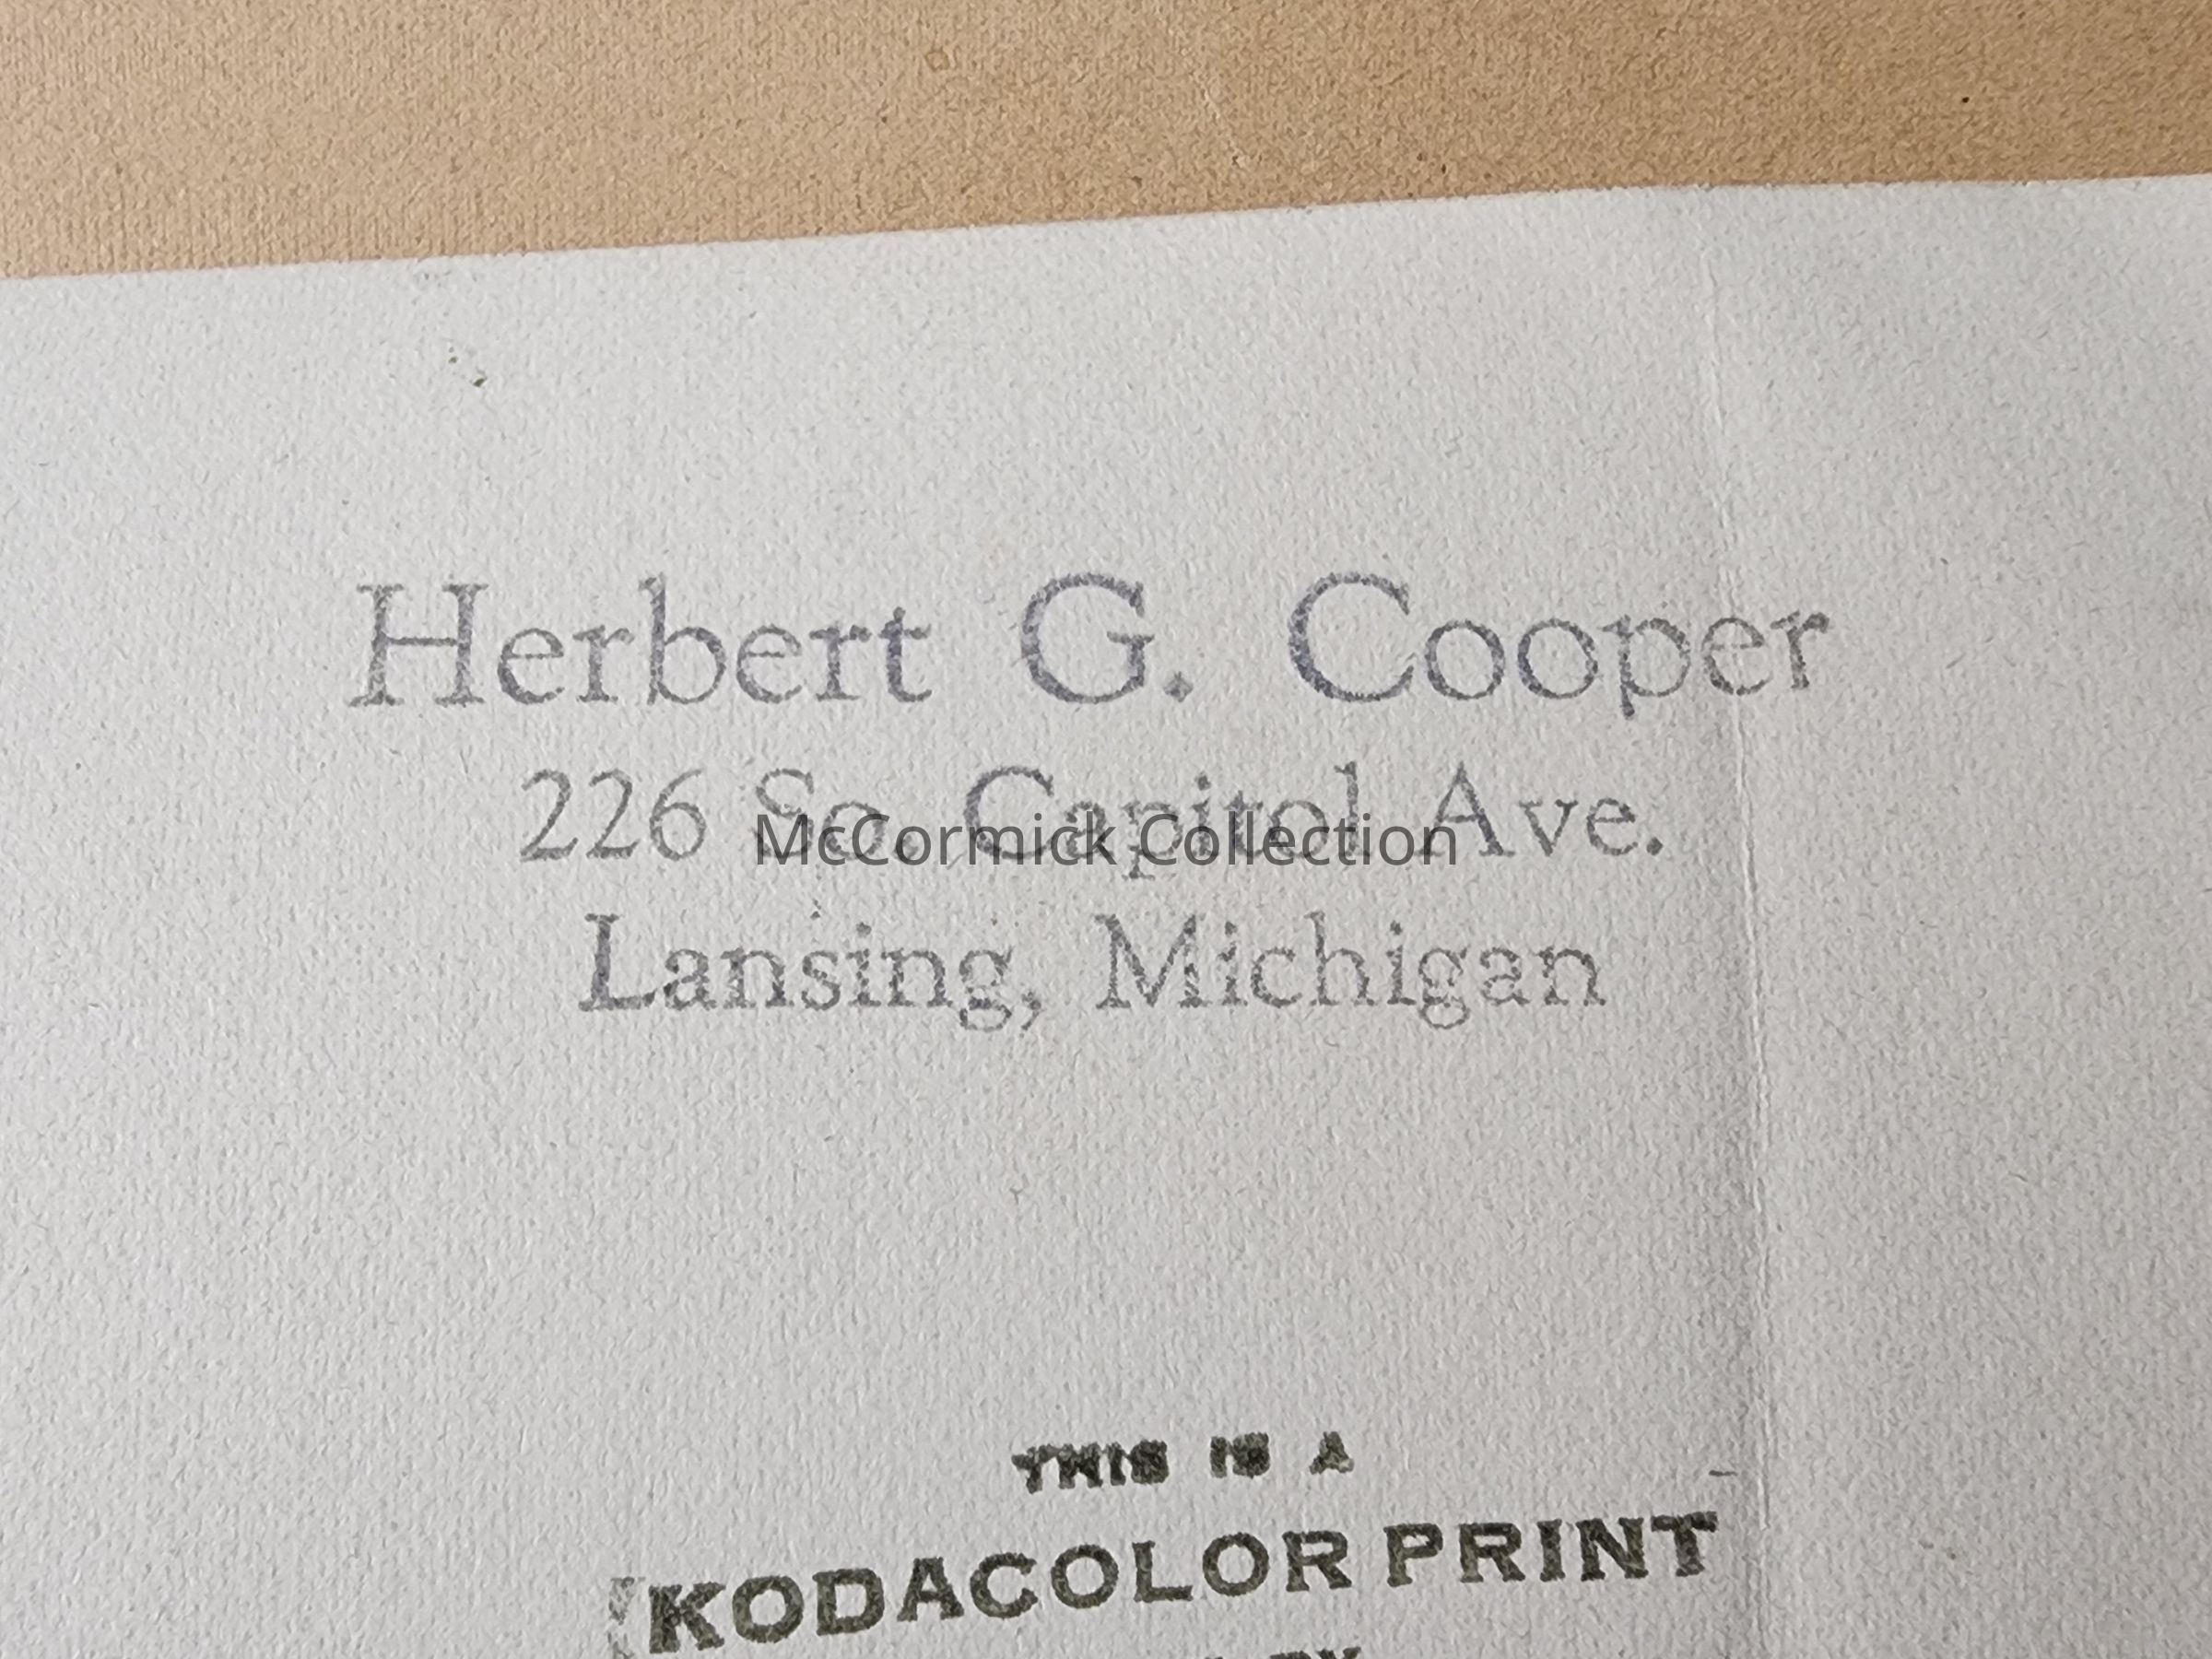 Herbert G. Cooper
226 So. Capitol Ave.
McCormick Collection
Lansing, Michigan
THIS IS A
KODACOLOR PRINT